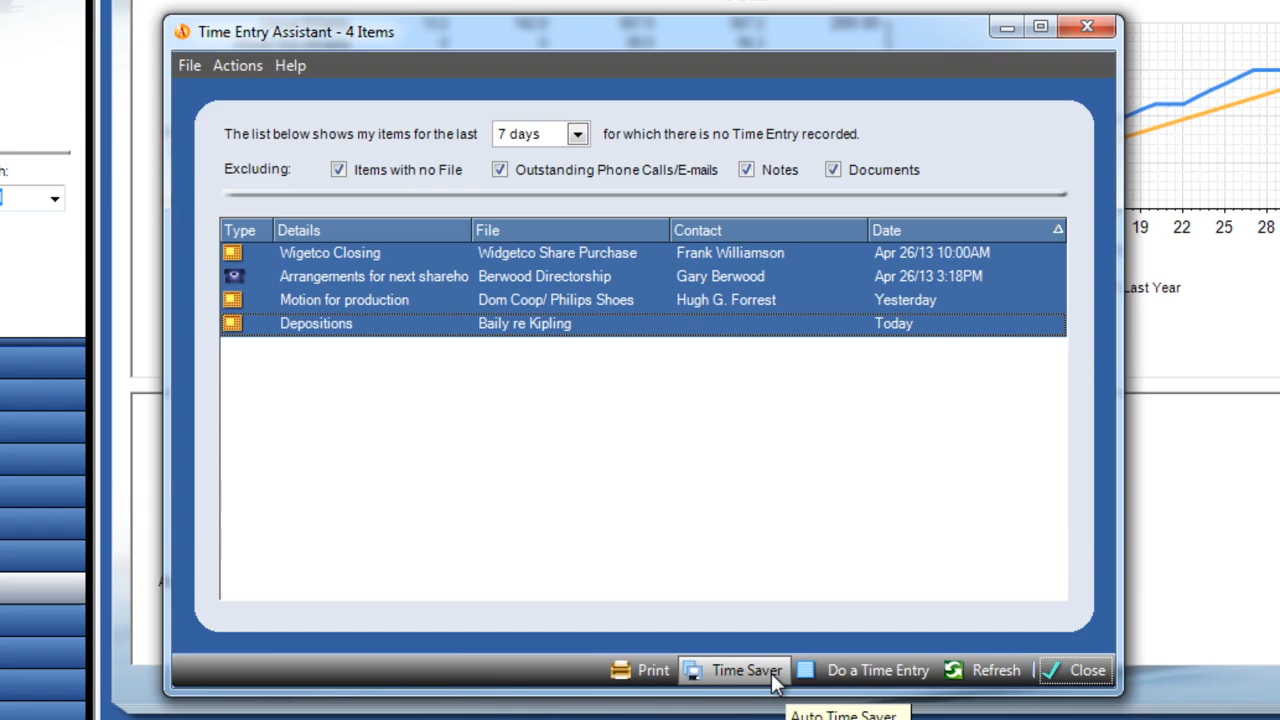 Time Entry Assistant - 4 Items
File Actions Help
The list below shows my items for the last 7 days for which there is no Time Entry recorded.
Excluding: Items with no File Outstanding Phone Calls/E-mails Notes Documents
Type Details File Contact Date
Wigetco Closing Widgetco Share Purchase Frank Williamson Apr 26/13 10:00AM
Arrangements for next shareho Berwood Directorship Gary Berwood Apr 26/13 3:18PM
Motion for production Dom Coop/ Philips Shoes Hugh G. Forrest Yesterday
Depositions Baily re Kipling Today
Print Time Saver Do a Time Entry Refresh Close
Auto Time Saver
h:
19 22 25 28
Last Year